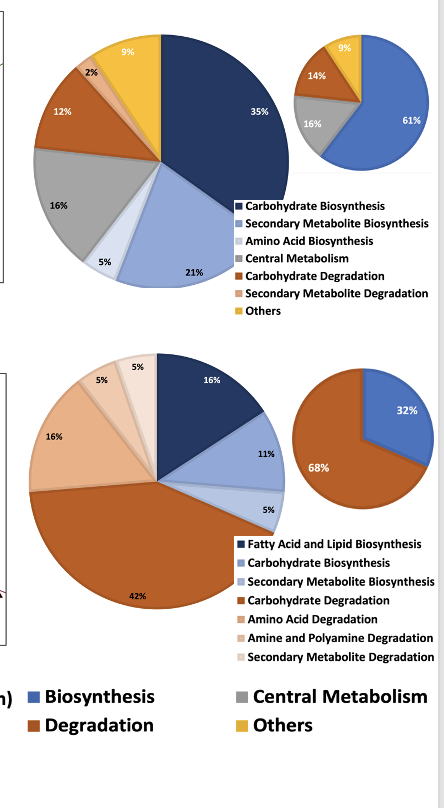 9%
2%
12%
35%
16%
5%
21%
9%
14%
16%
61%
Carbohydrate Biosynthesis
Secondary Metabolite Biosynthesis
Amino Acid Biosynthesis
Central Metabolism
Carbohydrate Degradation
Secondary Metabolite Degradation
Others
5%
5%
16%
16%
11%
5%
42%
32%
68%
Fatty Acid and Lipid Biosynthesis
Carbohydrate Biosynthesis
Secondary Metabolite Biosynthesis
Carbohydrate Degradation
Amino Acid Degradation
Amine and Polyamine Degradation
Secondary Metabolite Degradation
Biosynthesis Central Metabolism
Degradation Others